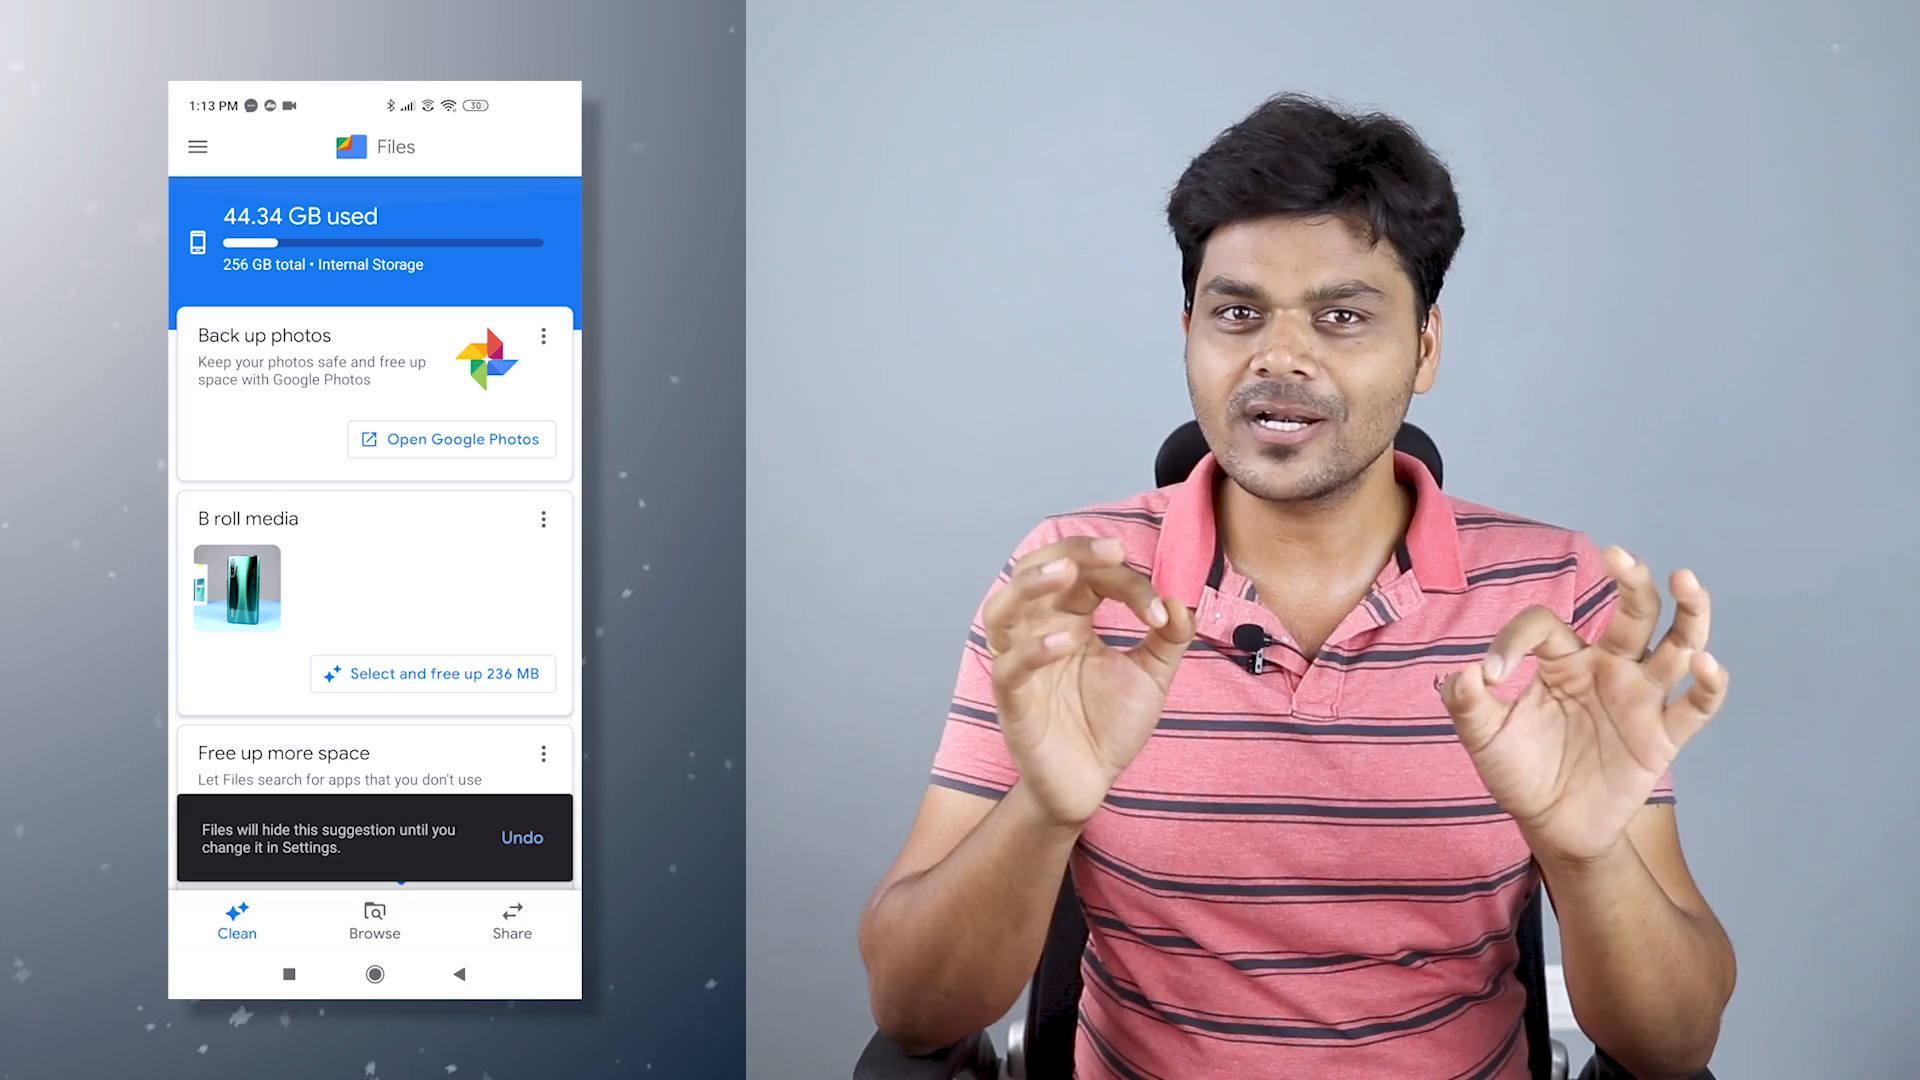 1:13 PM
30
Files
44.34 GB used
256 GB total • Internal Storage
Back up photos
Keep your photos safe and free up
space with Google Photos
Open Google Photos
B roll media
Select and free up 236 MB
Free up more space
Let Files search for apps that you don't use
Files will hide this suggestion until you
change it in Settings.
Undo
Clean
Browse
Share